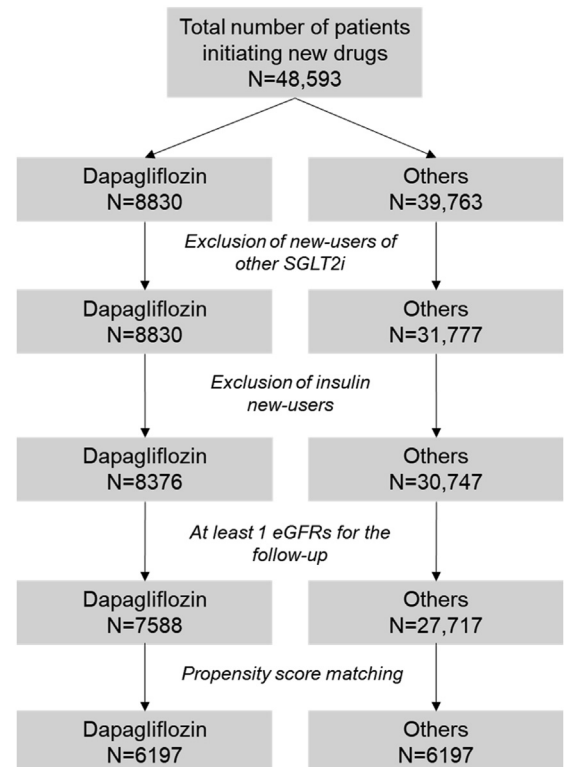 Total number of patients
initiating new drugs
N=48,593
Dapagliflozin
N=8830
Others
N=39,763
Exclusion of new-users of
other SGLT2i
Dapagliflozin
N=8830
Others
N=31,777
Exclusion of insulin
new-users
Dapagliflozin
N=8376
Others
N=30,747
At least 1 eGFRs for the
follow-up
Dapagliflozin
N=7588
Others
N=27,717
Propensity score matching
Dapagliflozin
N=6197
Others
N=6197